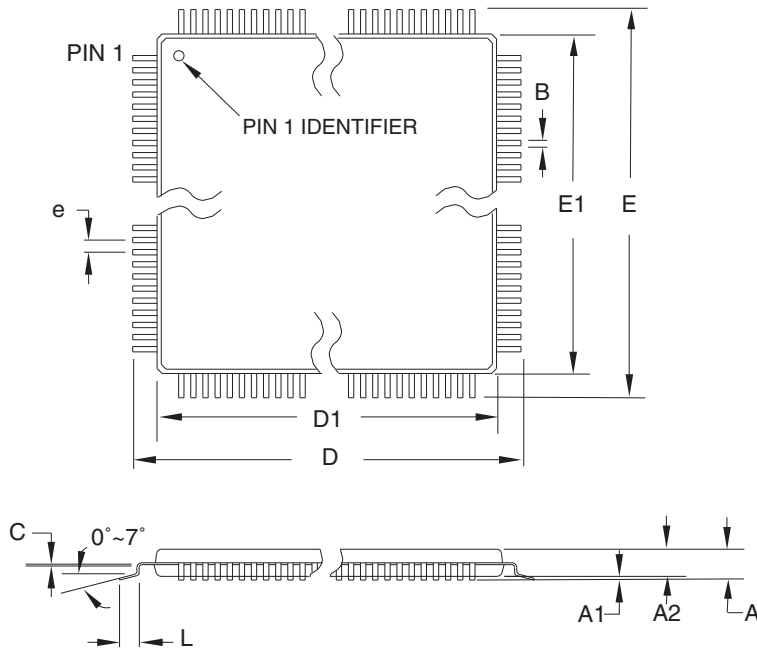 PIN 1
PIN 1 IDENTIFIER
B
e
E1
E
D1
D
C
0°~7°
L
A1
A2
A